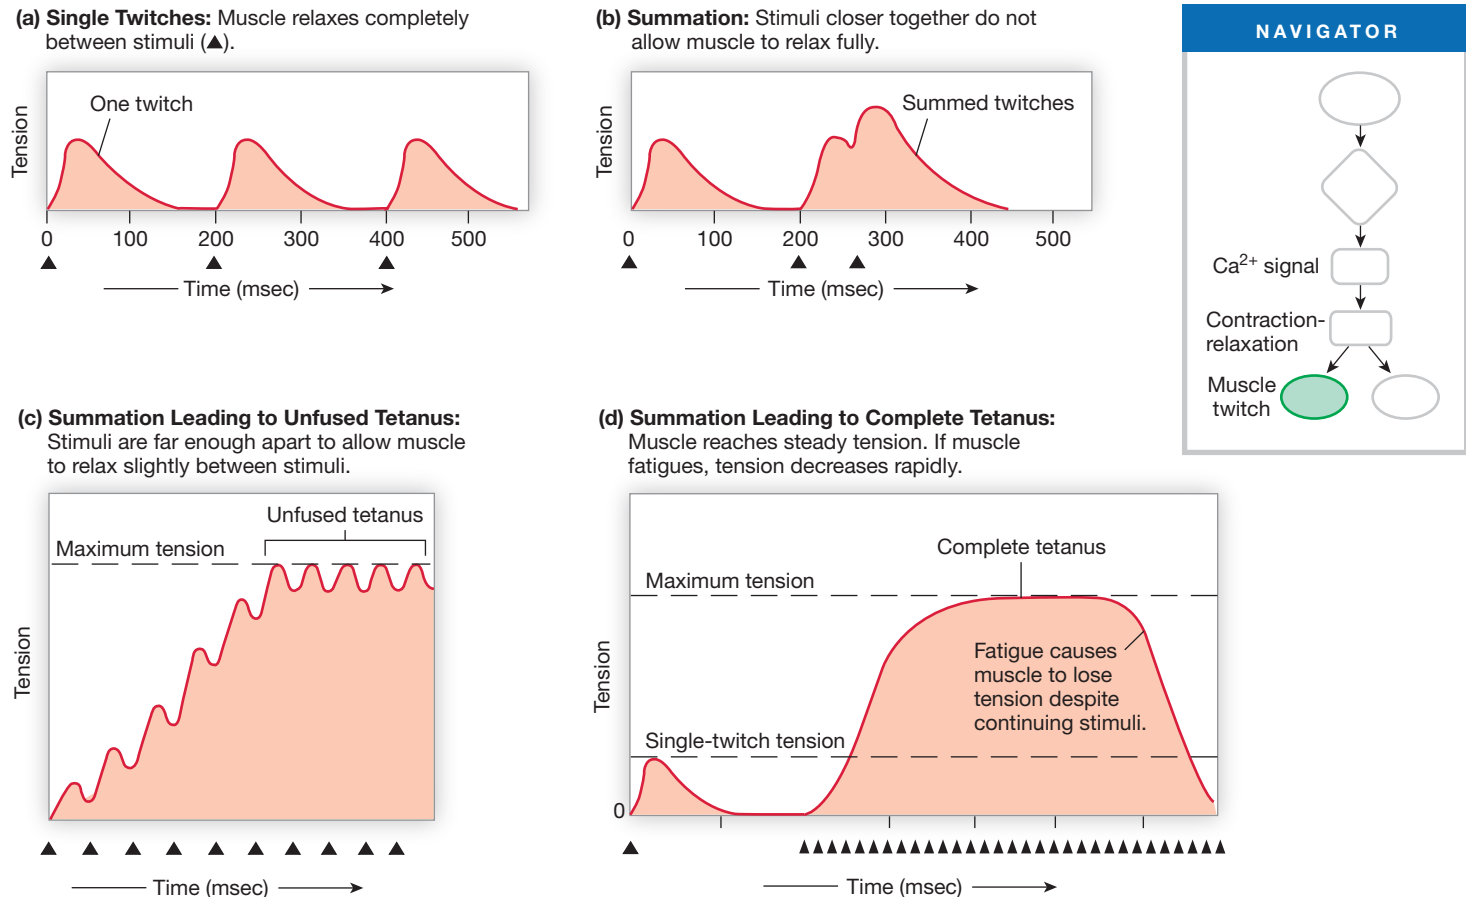 (a) Single Twitches: Muscle relaxes completely
between stimuli (▲).
Tension
One twitch
0 100 200 300 400 500
Time (msec)
(b) Summation: Stimuli closer together do not
allow muscle to relax fully.
Tension
Summed twitches
0 100 200 300 400 500
Time (msec)
NAVIGATOR
Ca²⁺ signal
Contraction-
relaxation
Muscle
twitch
(c) Summation Leading to Unfused Tetanus:
Stimuli are far enough apart to allow muscle
to relax slightly between stimuli.
Tension
Unfused tetanus
Maximum tension
Time (msec)
(d) Summation Leading to Complete Tetanus:
Muscle reaches steady tension. If muscle
fatigues, tension decreases rapidly.
Tension
Complete tetanus
Maximum tension
Fatigue causes
muscle to lose
tension despite
continuing stimuli.
Single-twitch tension
0
Time (msec)